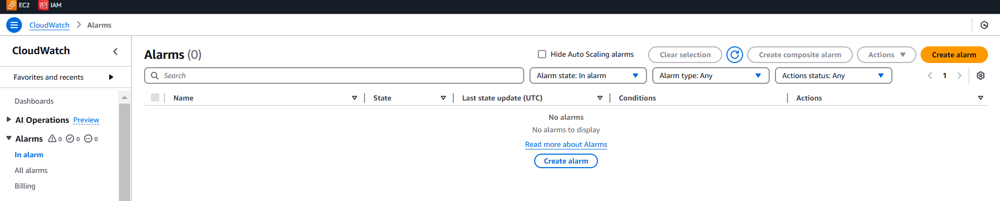 EC2 IAM
CloudWatch > Alarms
CloudWatch
Favorites and recents
Dashboards
AI Operations Preview
Alarms 0 0 0
In alarm
All alarms
Billing
Alarms (0)
Hide Auto Scaling alarms Clear selection Create composite alarm Actions Create alarm
Search Alarm state: In alarm Alarm type: Any Actions status: Any 1
Name State Last state update (UTC) Conditions Actions
No alarms
No alarms to display
Read more about Alarms
Create alarm